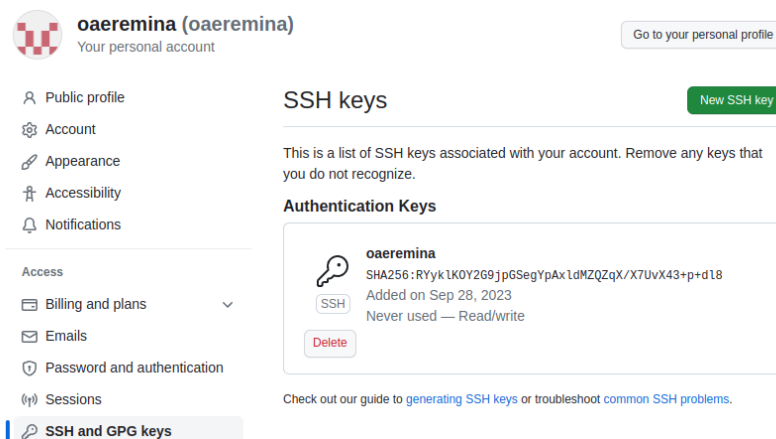 oaeremina (oaeremina)
Your personal account
Go to your personal profile
Public profile
Account
Appearance
Accessibility
Notifications
Access
Billing and plans
Emails
Password and authentication
Sessions
SSH and GPG keys
SSH keys
New SSH key
This is a list of SSH keys associated with your account. Remove any keys that
you do not recognize.
Authentication Keys
oaeremina
SHA256:RYyklKOY2G9jpGSegYpAxldMZQZqX/X7UvX43+p+dl8
Added on Sep 28, 2023
Never used — Read/write
SSH
Delete
Check out our guide to generating SSH keys or troubleshoot common SSH problems.